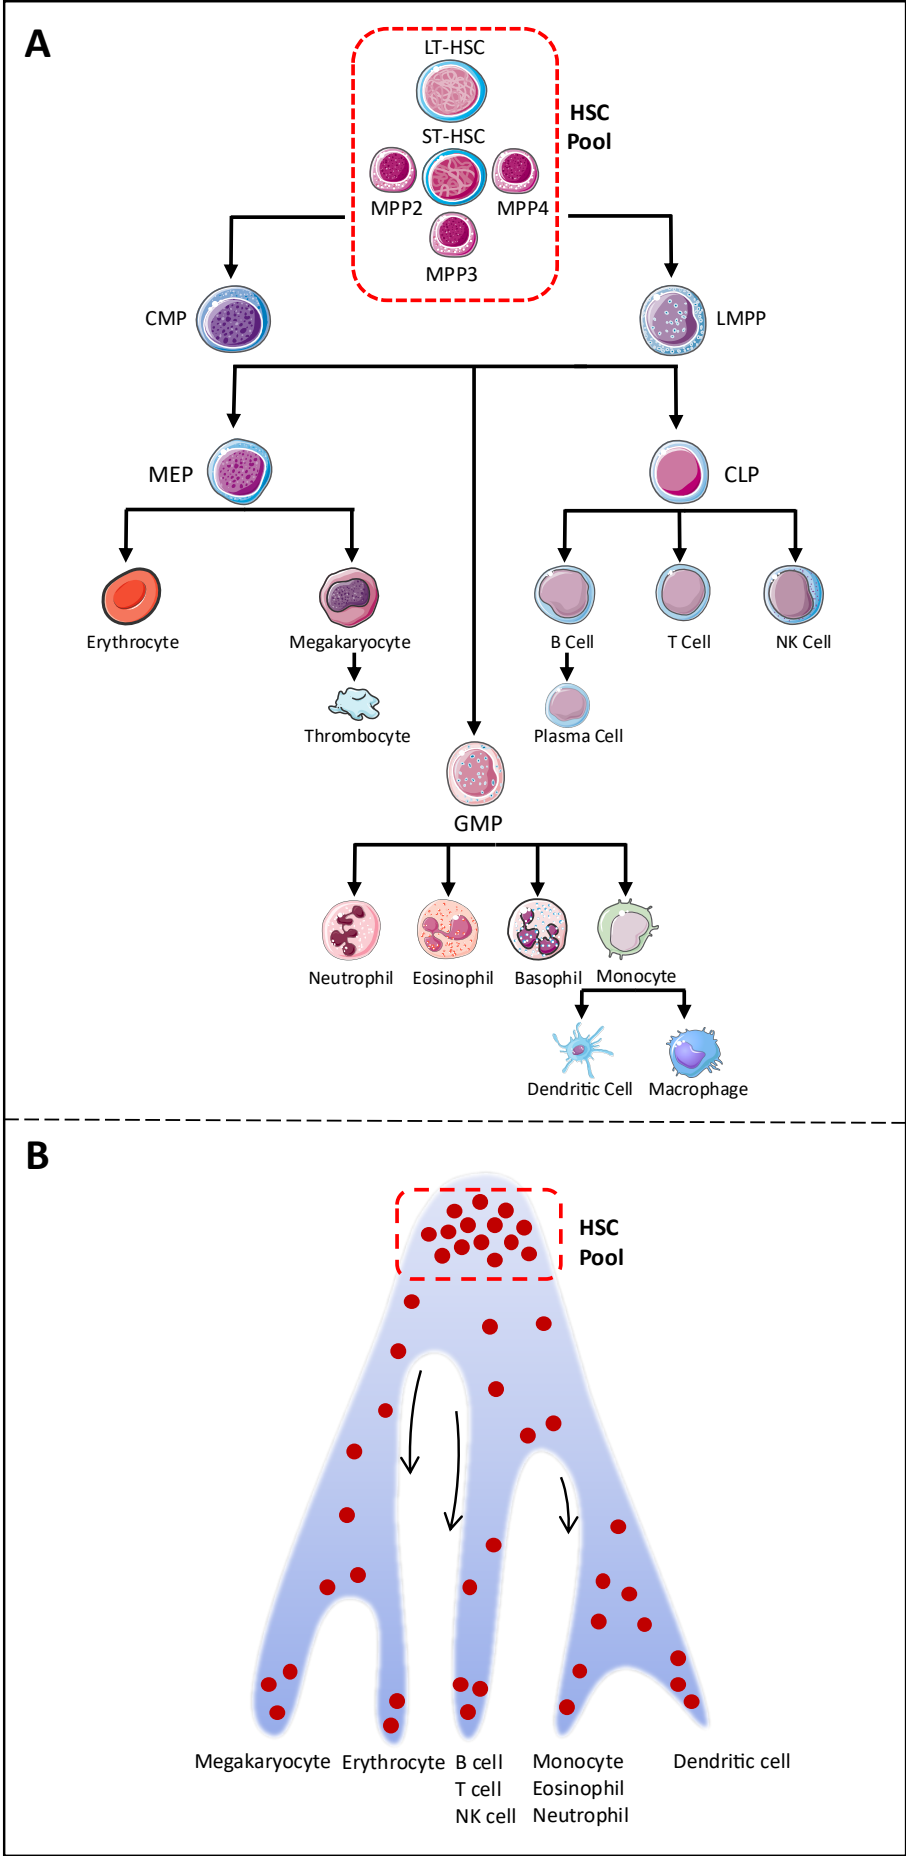 A
LT-HSC
HSC
Pool
ST-HSC
MPP2
MPP4
MPP3
CMP
LMPP
MEP
CLP
Erythrocyte
Megakaryocyte
B Cell
T Cell
NK Cell
Thrombocyte
Plasma Cell
GMP
Neutrophil
Eosinophil
Basophil
Monocyte
Dendritic Cell
Macrophage
B
HSC
Pool
Megakaryocyte
Erythrocyte
B cell
T cell
NK cell
Monocyte
Eosinophil
Neutrophil
Dendritic cell